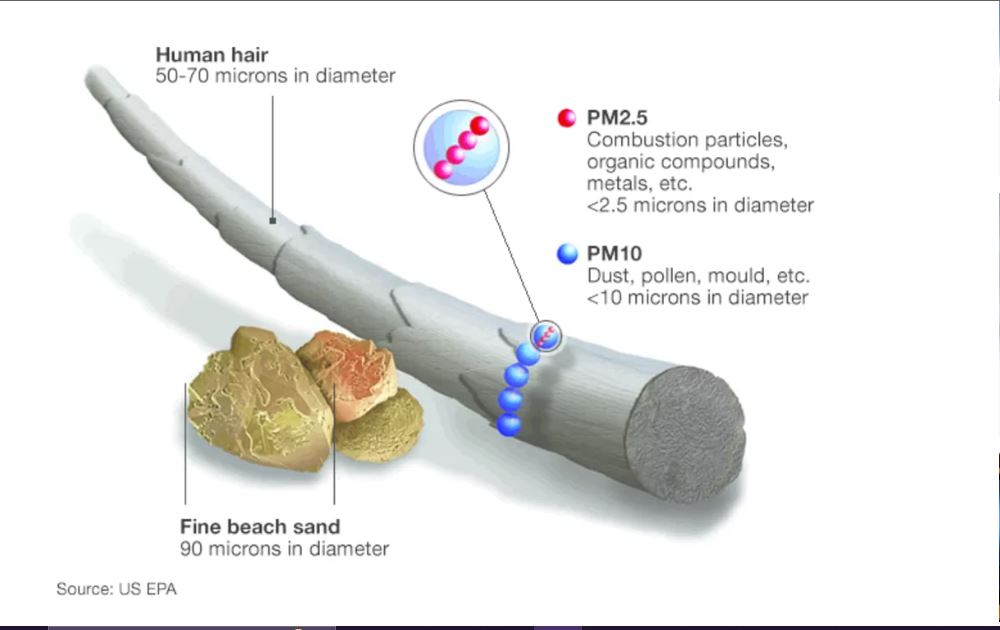 Human hair
50-70 microns in diameter
PM2.5
Combustion particles,
organic compounds,
metals, etc.
<2.5 microns in diameter
PM10
Dust, pollen, mould, etc.
<10 microns in diameter
Fine beach sand
90 microns in diameter
Source: US EPA